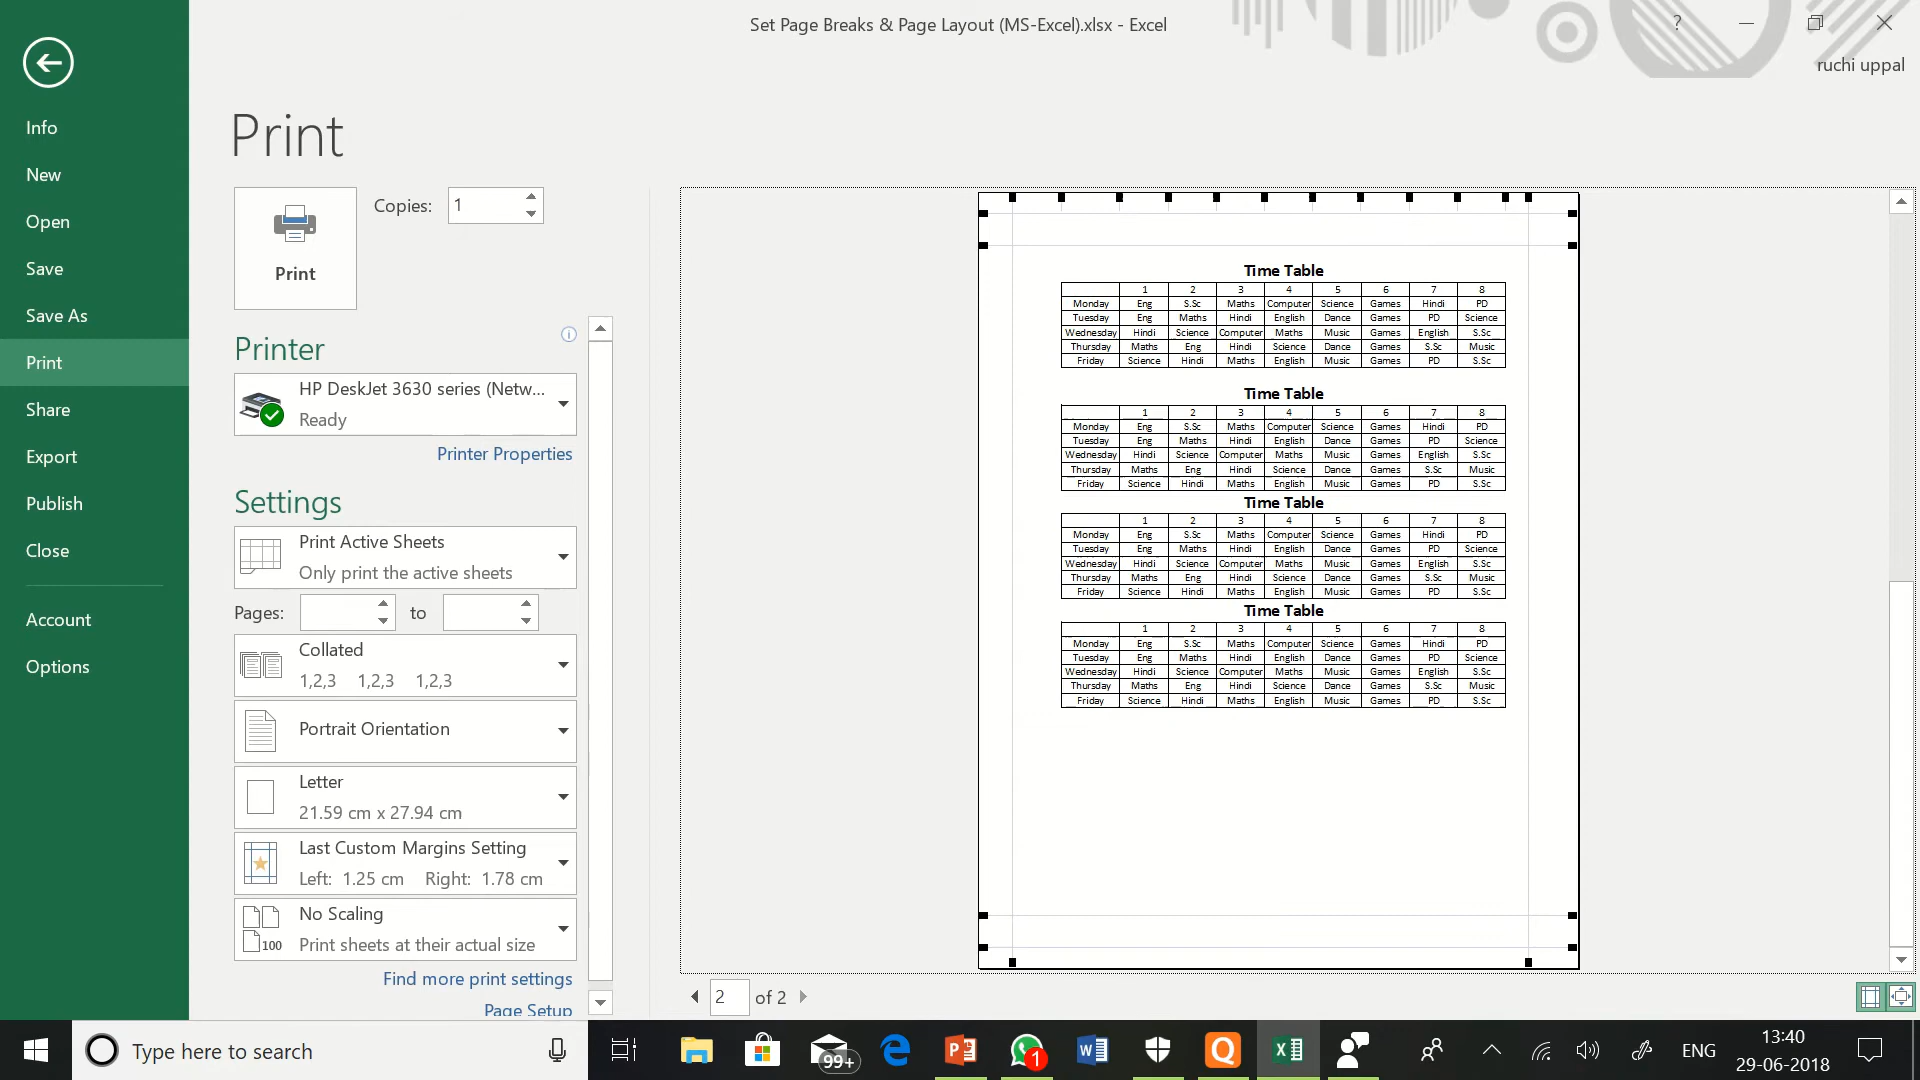 Set Page Breaks & Page Layout (MS-Excel).xlsx - Excel
?
ruchi uppal
Info
New
Open
Save
Save As
Print
Share
Export
Publish
Close
Account
Options
Print
Print
Copies: 1
Printer
HP DeskJet 3630 series (Netw...
Ready
Printer Properties
Settings
Print Active Sheets
Only print the active sheets
Pages: to
Collated
1,2,3 1,2,3 1,2,3
Portrait Orientation
Letter
21.59 cm x 27.94 cm
Last Custom Margins Setting
Left: 1.25 cm Right: 1.78 cm
No Scaling
100 Print sheets at their actual size
Find more print settings
Page Setup
Time Table
1 2 3 4 5 6 7 8
Monday Eng S.Sc Maths Computer Science Games Hindi PD
Tuesday Eng Maths Hindi English Dance Games PD Science
Wednesday Hindi Science Computer Maths Music Games English S.Sc
Thursday Maths Eng Hindi Science Dance Games S.Sc Music
Friday Science Hindi Maths English Music Games PD S.Sc
Time Table
1 2 3 4 5 6 7 8
Monday Eng S.Sc Maths Computer Science Games Hindi PD
Tuesday Eng Maths Hindi English Dance Games PD Science
Wednesday Hindi Science Computer Maths Music Games English S.Sc
Thursday Maths Eng Hindi Science Dance Games S.Sc Music
Friday Science Hindi Maths English Music Games PD S.Sc
Time Table
1 2 3 4 5 6 7 8
Monday Eng S.Sc Maths Computer Science Games Hindi PD
Tuesday Eng Maths Hindi English Dance Games PD Science
Wednesday Hindi Science Computer Maths Music Games English S.Sc
Thursday Maths Eng Hindi Science Dance Games S.Sc Music
Friday Science Hindi Maths English Music Games PD S.Sc
Time Table
1 2 3 4 5 6 7 8
Monday Eng S.Sc Maths Computer Science Games Hindi PD
Tuesday Eng Maths Hindi English Dance Games PD Science
Wednesday Hindi Science Computer Maths Music Games English S.Sc
Thursday Maths Eng Hindi Science Dance Games S.Sc Music
Friday Science Hindi Maths English Music Games PD S.Sc
2 of 2
Type here to search
99+
1
ENG
13:40
29-06-2018